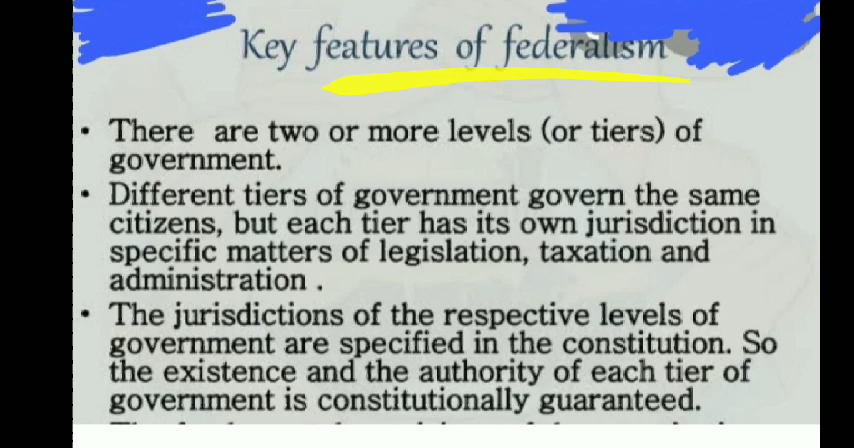 Key features of federalism
• There are two or more levels (or tiers) of
government.
• Different tiers of government govern the same
citizens, but each tier has its own jurisdiction in
specific matters of legislation, taxation and
administration .
• The jurisdictions of the respective levels of
government are specified in the constitution. So
the existence and the authority of each tier of
government is constitutionally guaranteed.